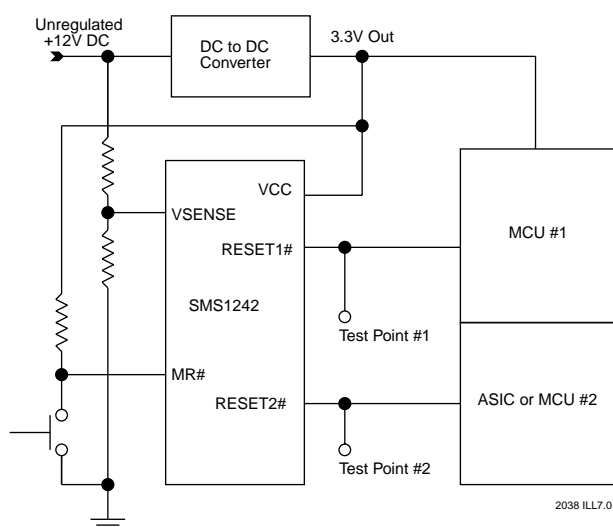 Unregulated
+12V DC
DC to DC
Converter
3.3V Out
VCC
VSENSE
RESET1#
MCU #1
SMS1242
Test Point #1
MR#
RESET2#
ASIC or MCU #2
Test Point #2
2038 ILL7.0